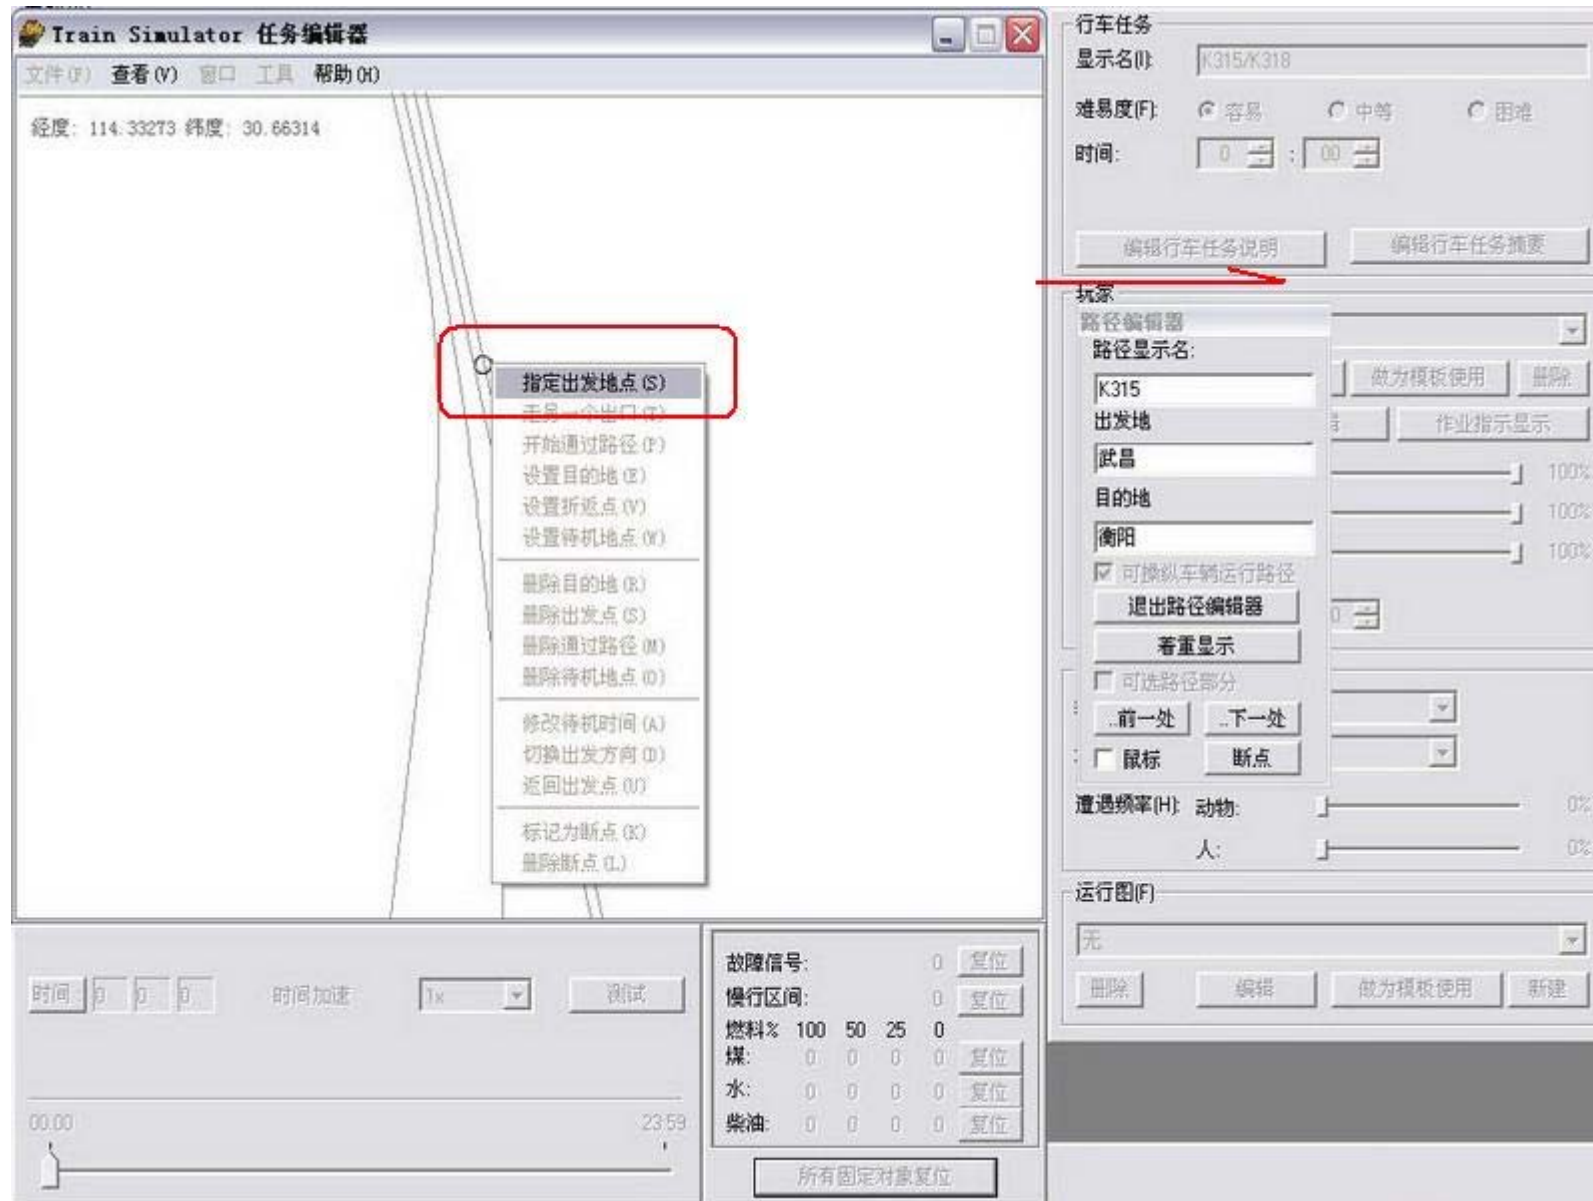 Train Simulator 任务编辑器
文件(F) 查看(V) 窗口 工具 帮助(H)
经度: 114.33273 纬度: 30.66314
指定出发地点(S)
走另一个出口(T)
开始通过路径(P)
设置目的地(E)
设置折返点(V)
设置待机地点(W)
删除目的地(R)
删除出发点(S)
删除通过路径(M)
删除待机地点(O)
修改待机时间(A)
切换出发方向(D)
返回出发点(U)
标记为断点(K)
删除断点(L)
行车任务
显示名(I): K315/K318
难易度(F): 容易 中等 困难
时间: 0 : 00
编辑行车任务说明 编辑行车任务摘要
玩家
路径编辑器
路径显示名:
K315
做为模板使用 删除
出发地
作业指示显示
武昌
100%
目的地
100%
衡阳
100%
可操纵车辆运行路径
退出路径编辑器
0
着重显示
可选路径部分
..前一处 ..下一处
鼠标 断点
遭遇频率(H): 动物: 0%
人: 0%
运行图(F)
无
删除 编辑 做为模板使用 新建
时间 0 0 0 时间加速 1x 测试
00:00 23:59
故障信号: 0 复位
慢行区间: 0 复位
燃料% 100 50 25 0
煤: 0 0 0 0 复位
水: 0 0 0 0 复位
柴油: 0 0 0 0 复位
所有固定对象复位